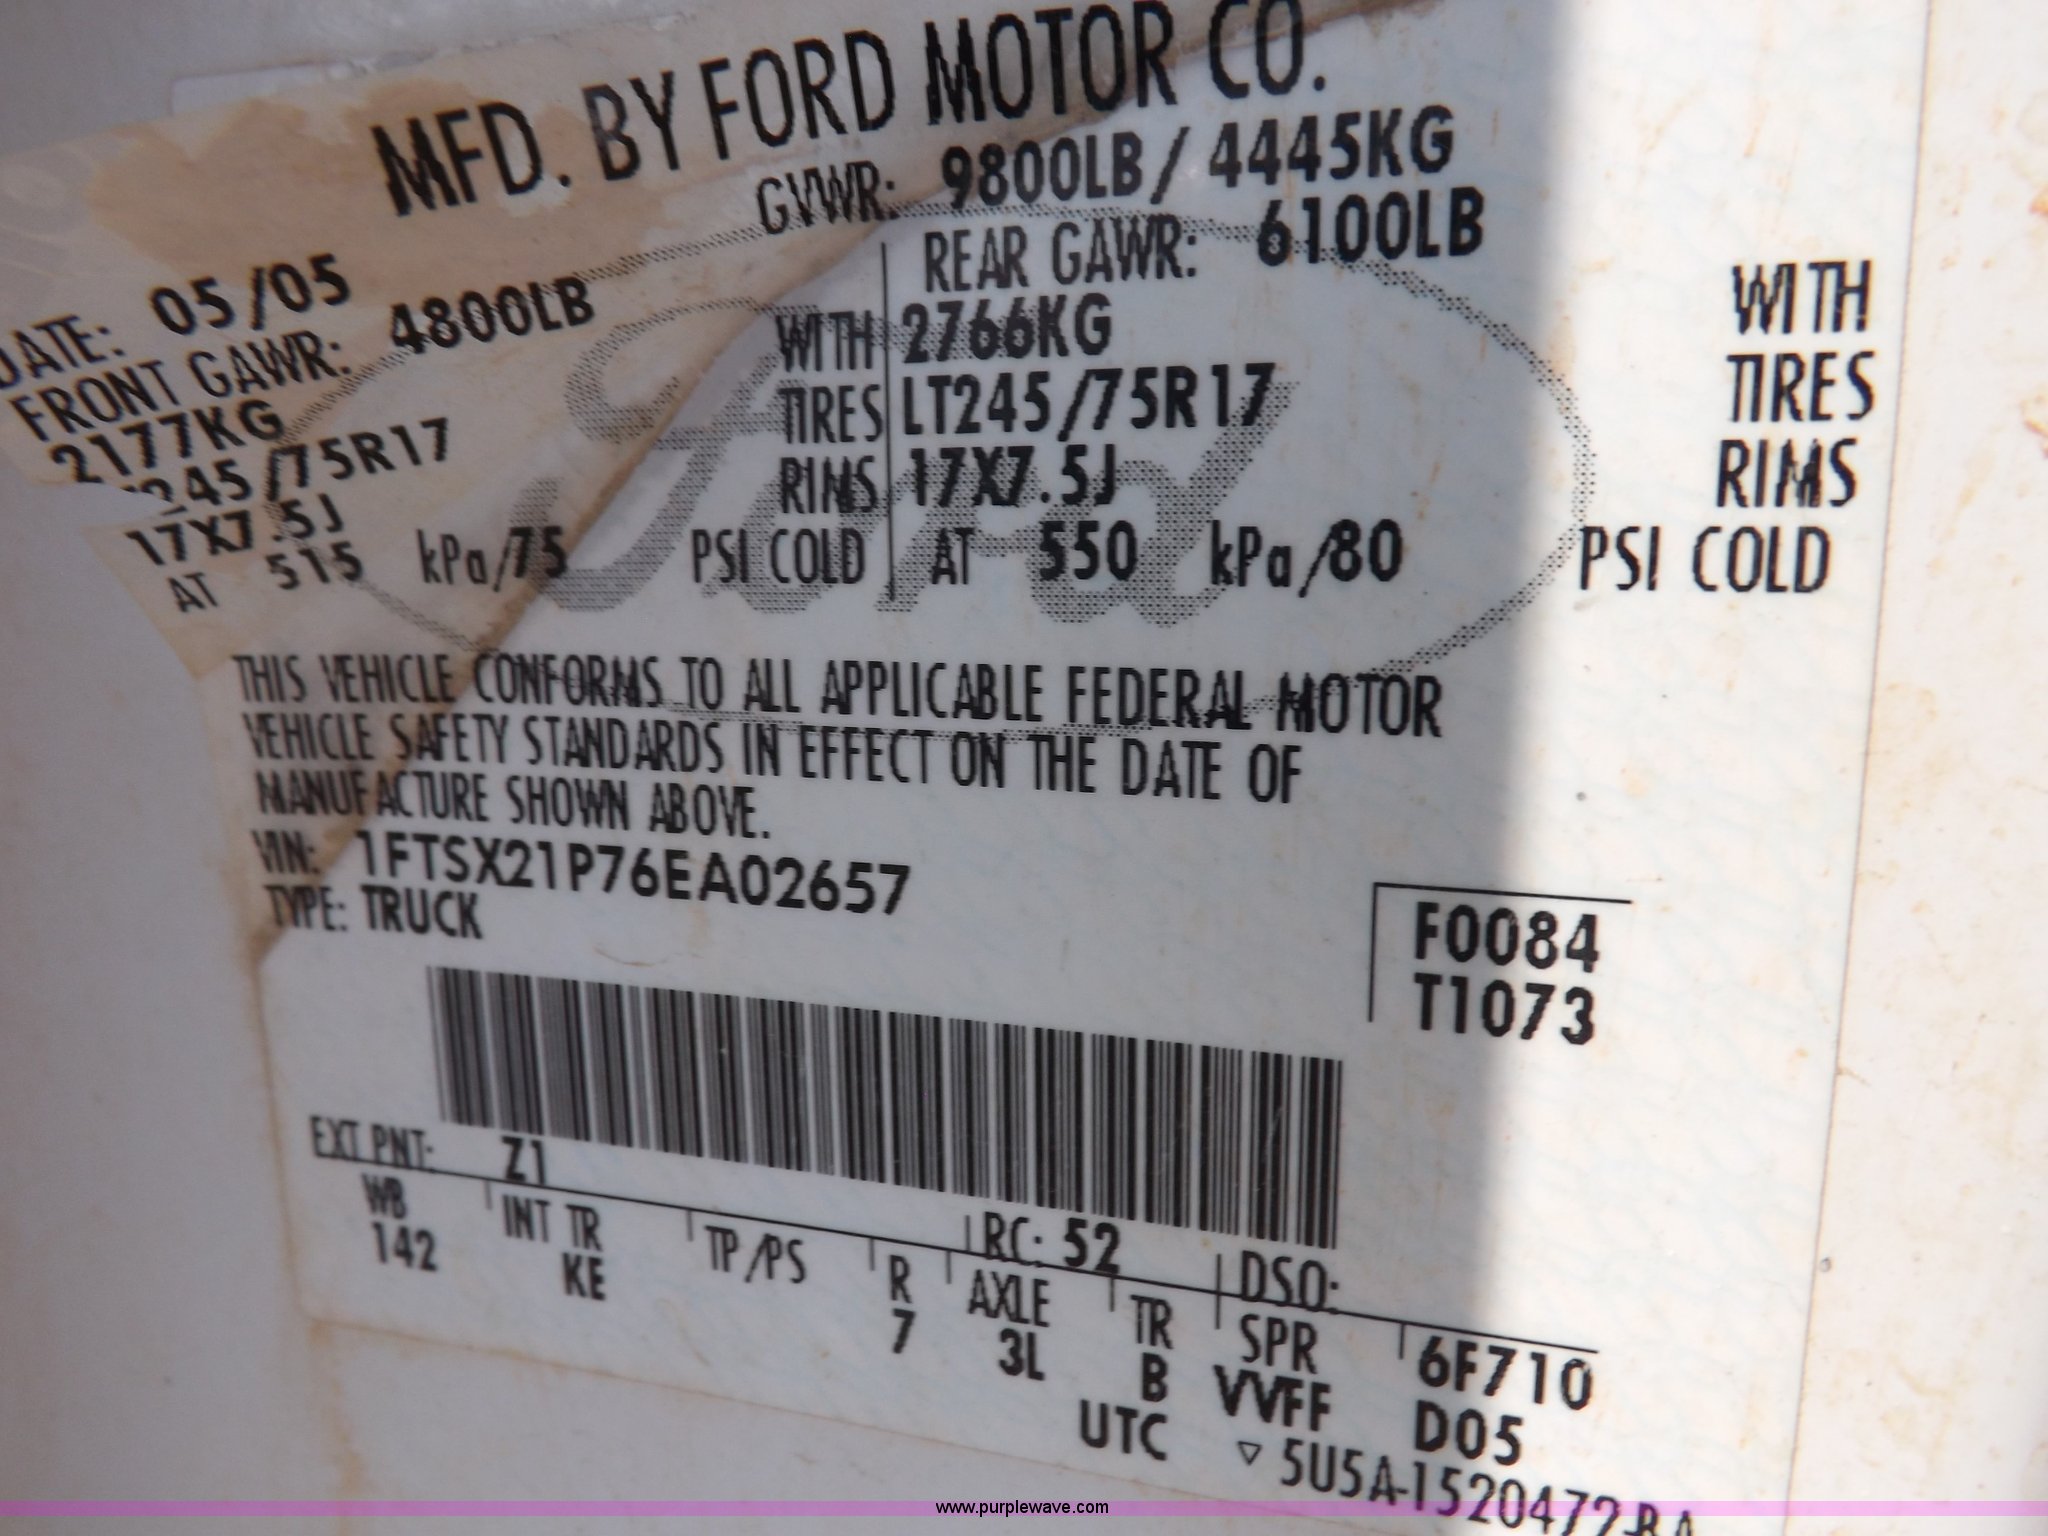 MFD. BY FORD MOTOR CO.
DATE: 05/05 GVWR: 9800LB/ 4445KG
FRONT GAWR: 4800LB REAR GAWR: 6100LB
2177KG WITH 2766KG WITH
245/75R17 TIRES LT245/75R17 TIRES
17X7.5J RIMS 17X7.5J RIMS
AT 515 kPa/75 PSI COLD AT 550 kPa/80 PSI COLD
Ford
THIS VEHICLE CONFORMS TO ALL APPLICABLE FEDERAL MOTOR
VEHICLE SAFETY STANDARDS IN EFFECT ON THE DATE OF
MANUFACTURE SHOWN ABOVE.
VIN: 1FTSX21P76EA02657
TYPE: TRUCK
F0084
T1073
EXT PNT: Z1 RC: 52 DSO:
WB INT TR TP/PS R AXLE TR SPR 6F710
142 KE 7 3L B VVFF D05
UTC ▽ 5U5A-1520472-BA
www.purplewave.com